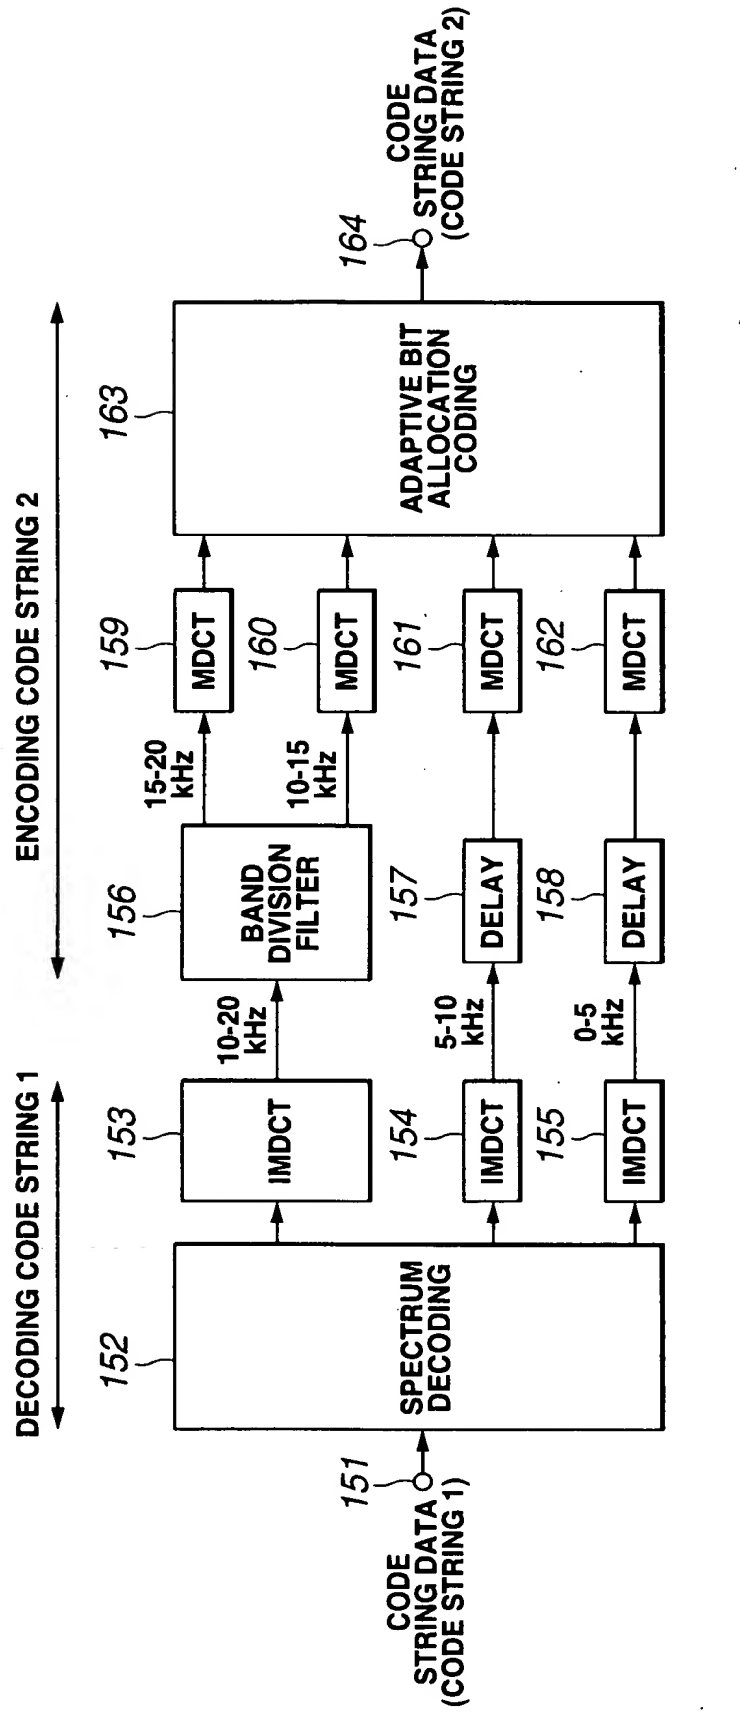 DECODING CODE STRING 1
ENCODING CODE STRING 2
CODE
STRING DATA
(CODE STRING 1)
151
152
SPECTRUM
DECODING
153
IMDCT
154
IMDCT
155
IMDCT
10-20
kHz
5-10
kHz
0-5
kHz
156
BAND
DIVISION
FILTER
157
DELAY
158
DELAY
15-20
kHz
10-15
kHz
159
MDCT
160
MDCT
161
MDCT
162
MDCT
163
ADAPTIVE BIT
ALLOCATION
CODING
164
CODE
STRING DATA
(CODE STRING 2)